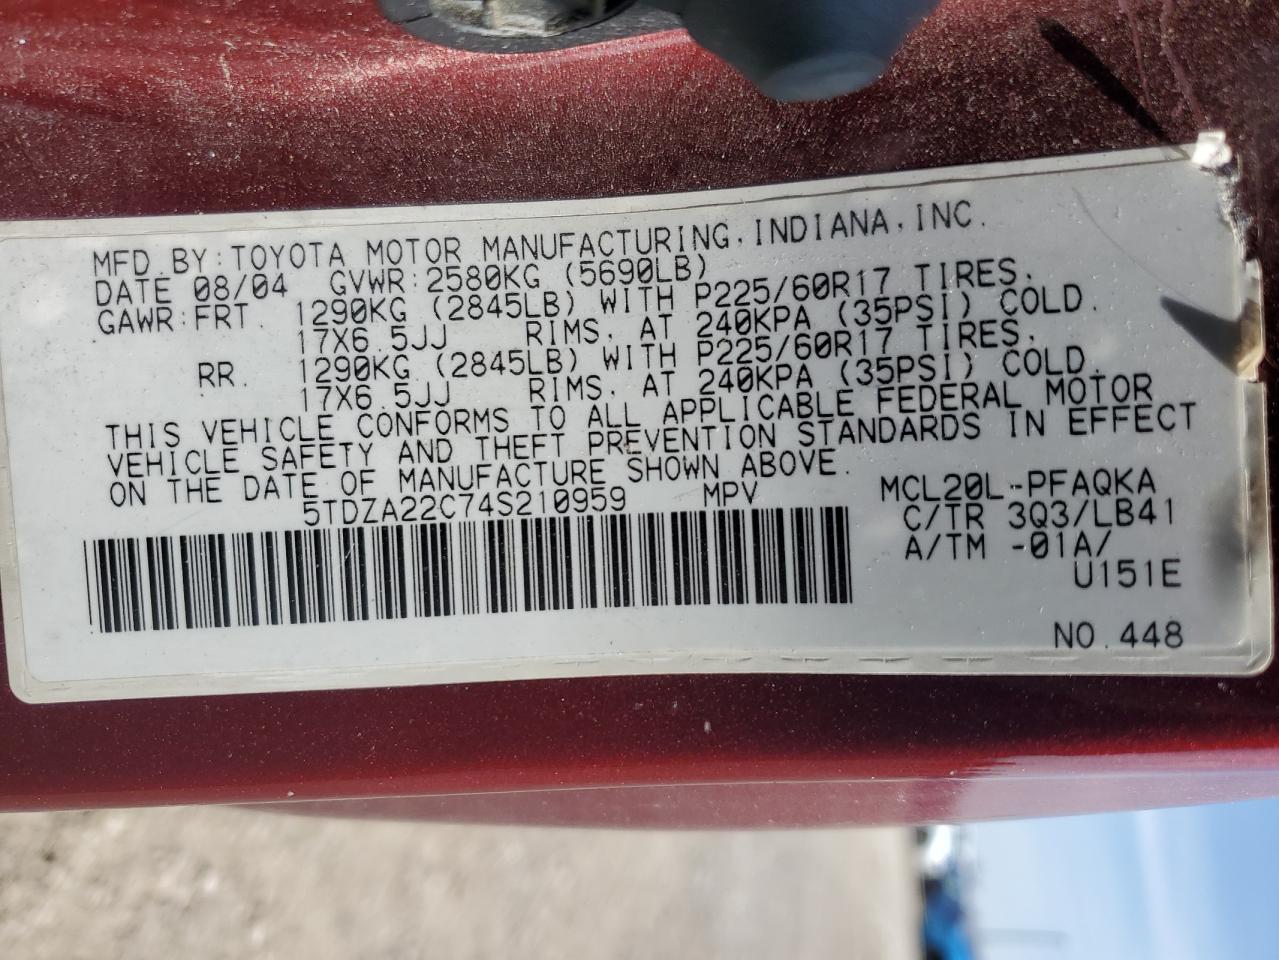 MFD.BY:TOYOTA MOTOR MANUFACTURING,INDIANA,INC.
DATE 08/04 GVWR:2580KG (5690LB)
GAWR:FRT. 1290KG (2845LB) WITH P225/60R17 TIRES,
17X6.5JJ RIMS, AT 240KPA (35PSI) COLD.
RR. 1290KG (2845LB) WITH P225/60R17 TIRES,
17X6.5JJ RIMS, AT 240KPA (35PSI) COLD.
THIS VEHICLE CONFORMS TO ALL APPLICABLE FEDERAL MOTOR
VEHICLE SAFETY AND THEFT PREVENTION STANDARDS IN EFFECT
ON THE DATE OF MANUFACTURE SHOWN ABOVE.
5TDZA22C74S210959 MPV MCL20L-PFAQKA
C/TR 3Q3/LB41
A/TM -01A/
U151E
NO.448